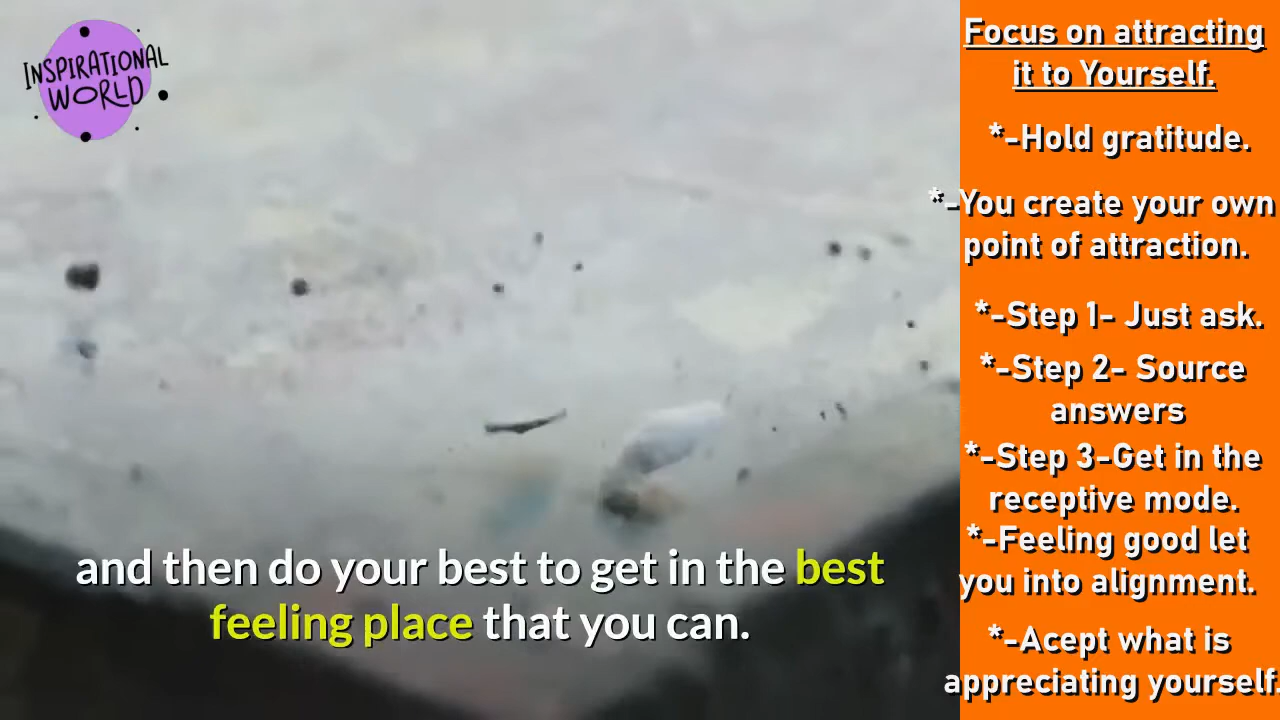 INSPIRATIONAL
WORLD
Focus on attracting
it to Yourself.
*-Hold gratitude.
*-You create your own
point of attraction.
*-Step 1- Just ask.
*-Step 2- Source
answers
*-Step 3-Get in the
receptive mode.
*-Feeling good let
you into alignment.
*-Acept what is
appreciating yourself.
and then do your best to get in the best
feeling place that you can.